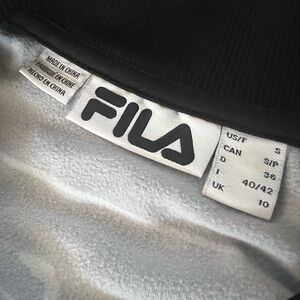 MADE IN CHINA
FABRIQUÉ EN CHINE
HECHO EN CHINA
FILA
US/F S
CAN S/P
D 36
I 40/42
UK 10